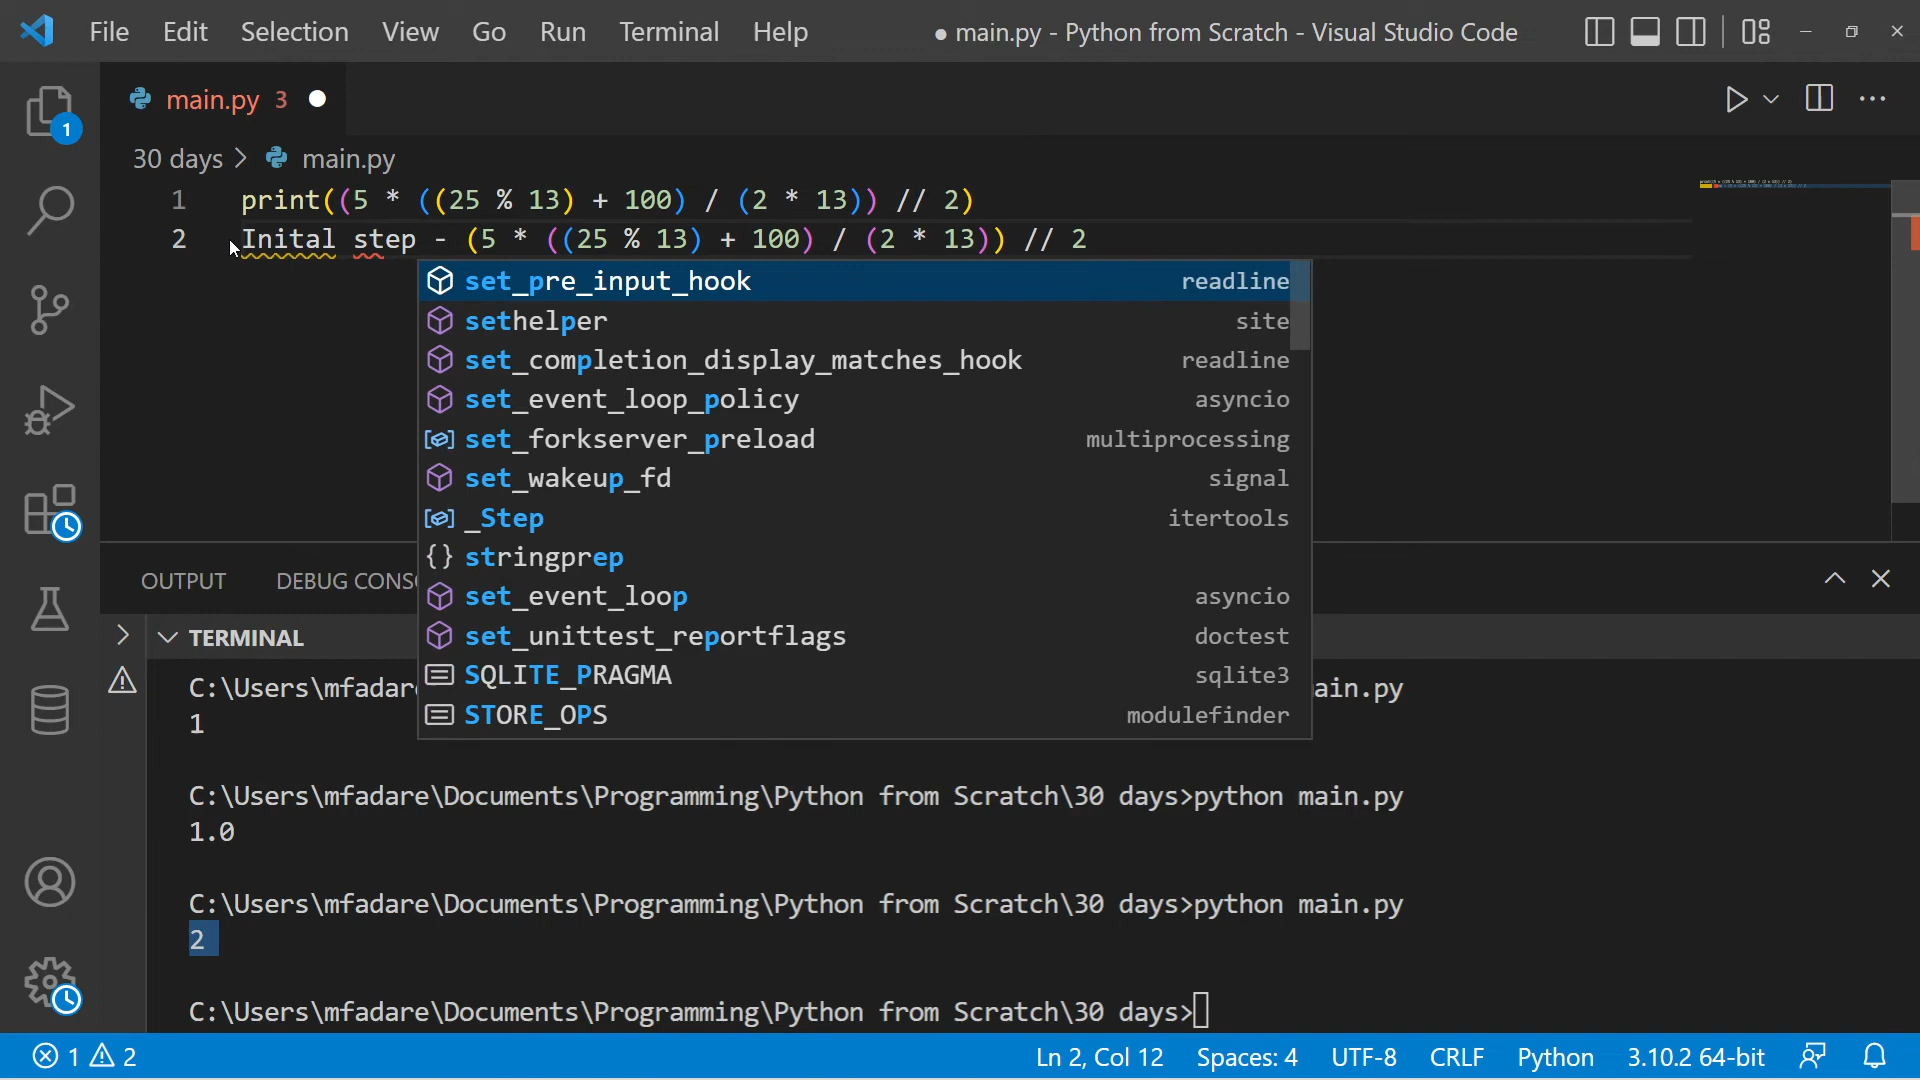 File Edit Selection View Go Run Terminal Help ● main.py - Python from Scratch - Visual Studio Code
main.py 3
1
30 days > main.py
1 print((5 * ((25 % 13) + 100) / (2 * 13)) // 2)
2 Inital step - (5 * ((25 % 13) + 100) / (2 * 13)) // 2
set_pre_input_hook readline
sethelper site
set_completion_display_matches_hook readline
set_event_loop_policy asyncio
set_forkserver_preload multiprocessing
set_wakeup_fd signal
_Step itertools
{} stringprep
set_event_loop asyncio
set_unittest_reportflags doctest
SQLITE_PRAGMA sqlite3
STORE_OPS modulefinder
OUTPUT DEBUG CONS
TERMINAL
C:\Users\mfadar ain.py
1
C:\Users\mfadare\Documents\Programming\Python from Scratch\30 days>python main.py
1.0
C:\Users\mfadare\Documents\Programming\Python from Scratch\30 days>python main.py
2
C:\Users\mfadare\Documents\Programming\Python from Scratch\30 days>
1 2 Ln 2, Col 12 Spaces: 4 UTF-8 CRLF Python 3.10.2 64-bit